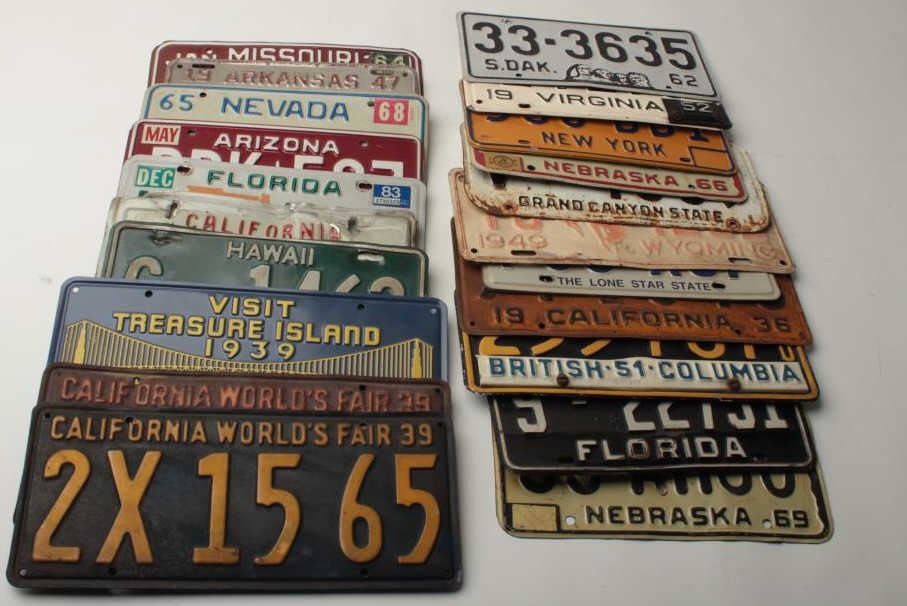 MISSOURI 64
19 ARKANSAS 47
65 NEVADA 68
MAY
ARIZONA
DEC FLORIDA 83
CALIFORNIA
HAWAII
VISIT
TREASURE ISLAND
1939
CALIFORNIA WORLD'S FAIR 39
CALIFORNIA WORLD'S FAIR 39
2X 15 65
33-3635
S.DAK. 62
19 VIRGINIA 52
NEW YORK
NEBRASKA 66
GRAND CANYON STATE
1949 WYOMING
THE LONE STAR STATE
19 CALIFORNIA 36
BRITISH·51·COLUMBIA
9 - 22731
FLORIDA
NEBRASKA 69